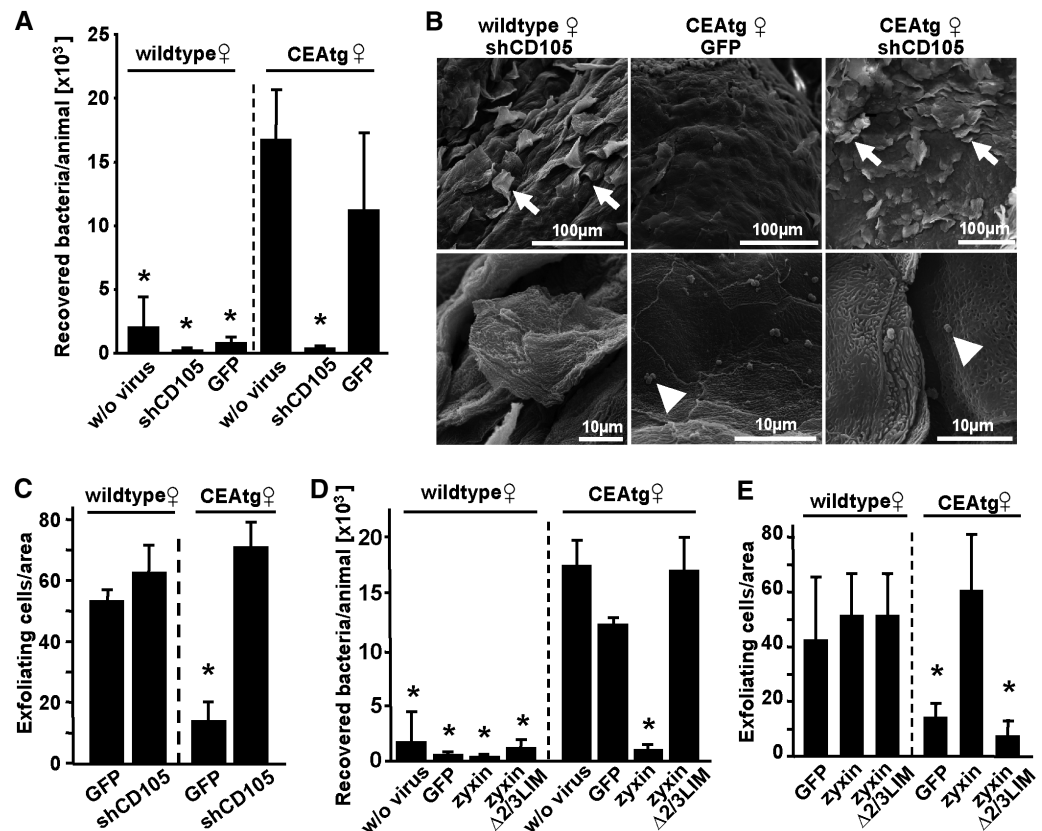 A
Recovered bacteria/animal [x10³]
25
20
15
10
5
0
wildtype♀
CEAtg♀
*
*
*
*
w/o virus
shCD105
GFP
w/o virus
shCD105
GFP
B
wildtype ♀
shCD105
CEAtg ♀
GFP
CEAtg ♀
shCD105
100µm
100µm
100µm
10µm
10µm
10µm
C
Exfoliating cells/area
80
60
40
20
0
wildtype♀
CEAtg♀
*
GFP
shCD105
GFP
shCD105
D
Recovered bacteria/animal [x10³]
20
15
10
5
0
wildtype♀
CEAtg♀
*
*
*
*
*
w/o virus
GFP
zyxin
zyxin
Δ2/3LIM
w/o virus
GFP
zyxin
zyxin
Δ2/3LIM
E
Exfoliating cells/area
80
60
40
20
0
wildtype♀
CEAtg♀
*
*
GFP
zyxin
zyxin
Δ2/3LIM
GFP
zyxin
zyxin
Δ2/3LIM